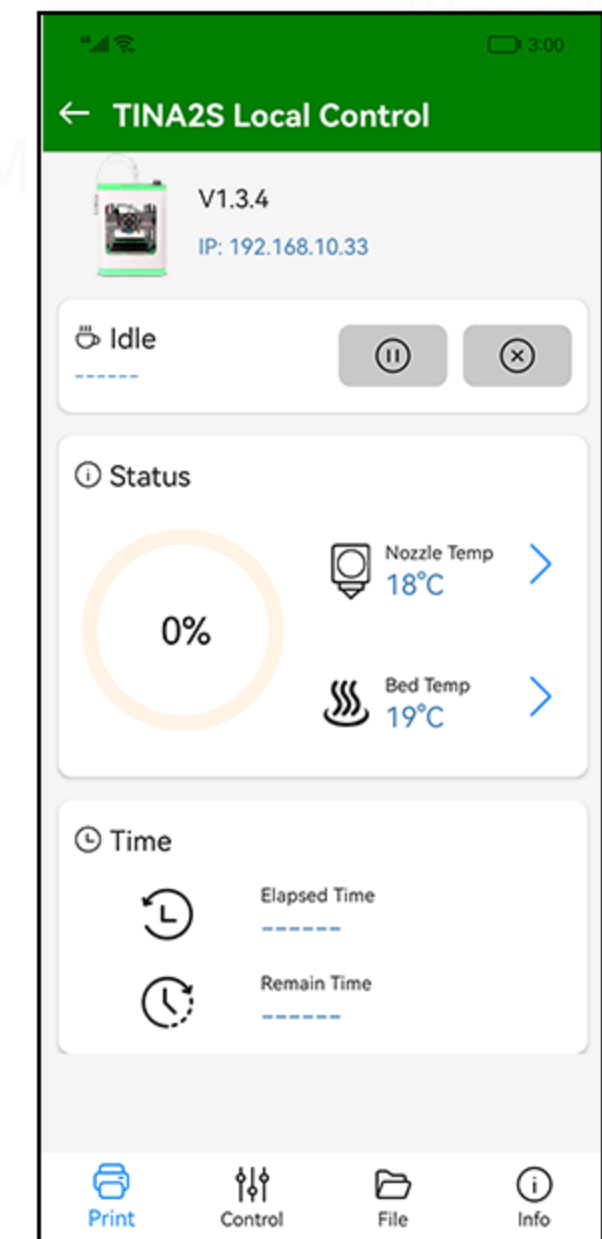 3:00
← TINA2S Local Control
V1.3.4
IP: 192.168.10.33
Idle
------
Status
0%
Nozzle Temp
18°C
Bed Temp
19°C
Time
Elapsed Time
------
Remain Time
------
Print Control File Info